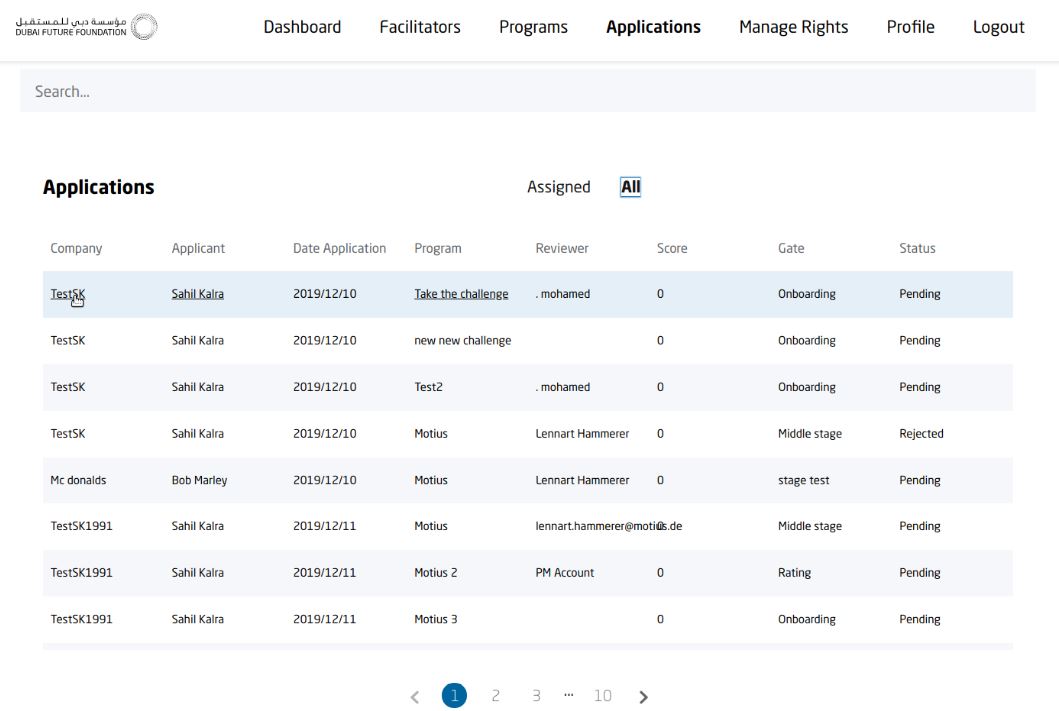 مؤسسة دبي للمستقبل
DUBAI FUTURE FOUNDATION
Dashboard Facilitators Programs Applications Manage Rights Profile Logout
Search...
Applications Assigned All
Company Applicant Date Application Program Reviewer Score Gate Status
TestSK Sahil Kalra 2019/12/10 Take the challenge . mohamed 0 Onboarding Pending
TestSK Sahil Kalra 2019/12/10 new new challenge 0 Onboarding Pending
TestSK Sahil Kalra 2019/12/10 Test2 . mohamed 0 Onboarding Pending
TestSK Sahil Kalra 2019/12/10 Motius Lennart Hammerer 0 Middle stage Rejected
Mc donalds Bob Marley 2019/12/10 Motius Lennart Hammerer 0 stage test Pending
TestSK1991 Sahil Kalra 2019/12/11 Motius lennart.hammerer@motius.de 0 Middle stage Pending
TestSK1991 Sahil Kalra 2019/12/11 Motius 2 PM Account 0 Rating Pending
TestSK1991 Sahil Kalra 2019/12/11 Motius 3 0 Onboarding Pending
1 2 3 ... 10